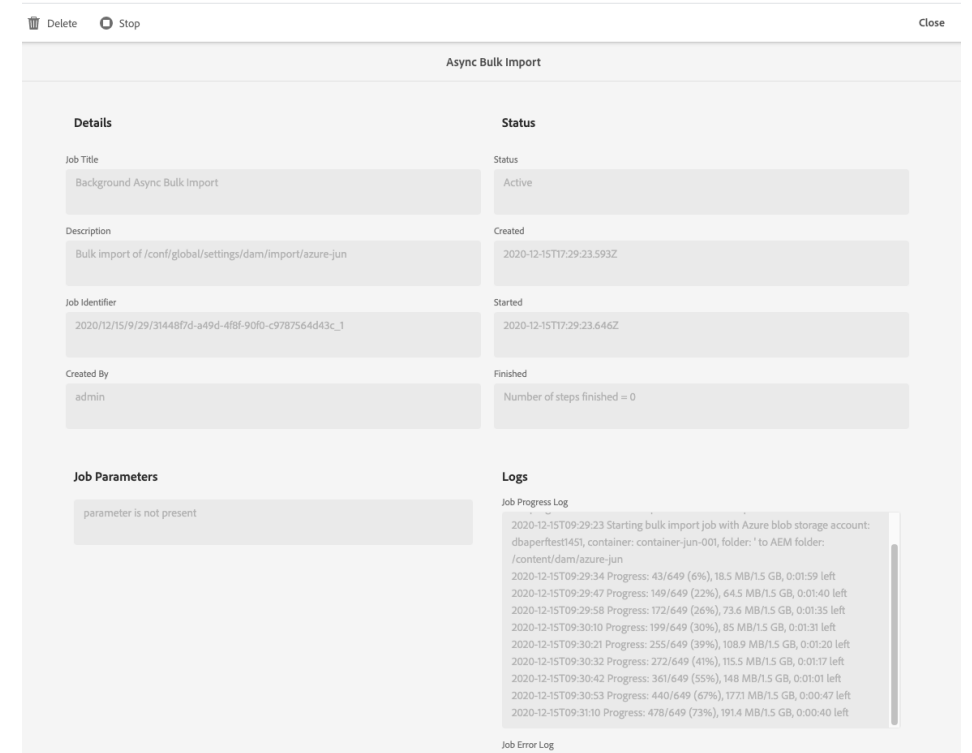 Delete
Stop
Close
Async Bulk Import
Details
Job Title
Background Async Bulk Import
Description
Bulk import of /conf/global/settings/dam/import/azure-jun
Job Identifier
2020/12/15/9/29/31448f7d-a49d-4f8f-90f0-c9787564d43c_1
Created By
admin
Status
Status
Active
Created
2020-12-15T17:29:23.593Z
Started
2020-12-15T17:29:23.646Z
Finished
Number of steps finished = 0
Job Parameters
parameter is not present
Logs
Job Progress Log
2020-12-15T09:29:23 Starting bulk import job with Azure blob storage account:
dbaperftest1451, container: container-jun-001, folder: ' to AEM folder:
/content/dam/azure-jun
2020-12-15T09:29:34 Progress: 43/649 (6%), 18.5 MB/1.5 GB, 0:01:59 left
2020-12-15T09:29:47 Progress: 149/649 (22%), 64.5 MB/1.5 GB, 0:01:40 left
2020-12-15T09:29:58 Progress: 172/649 (26%), 73.6 MB/1.5 GB, 0:01:35 left
2020-12-15T09:30:10 Progress: 199/649 (30%), 85 MB/1.5 GB, 0:01:31 left
2020-12-15T09:30:21 Progress: 255/649 (39%), 108.9 MB/1.5 GB, 0:01:20 left
2020-12-15T09:30:32 Progress: 272/649 (41%), 115.5 MB/1.5 GB, 0:01:17 left
2020-12-15T09:30:42 Progress: 361/649 (55%), 148 MB/1.5 GB, 0:01:01 left
2020-12-15T09:30:53 Progress: 440/649 (67%), 177.1 MB/1.5 GB, 0:00:47 left
2020-12-15T09:31:10 Progress: 478/649 (73%), 191.4 MB/1.5 GB, 0:00:40 left
Job Error Log